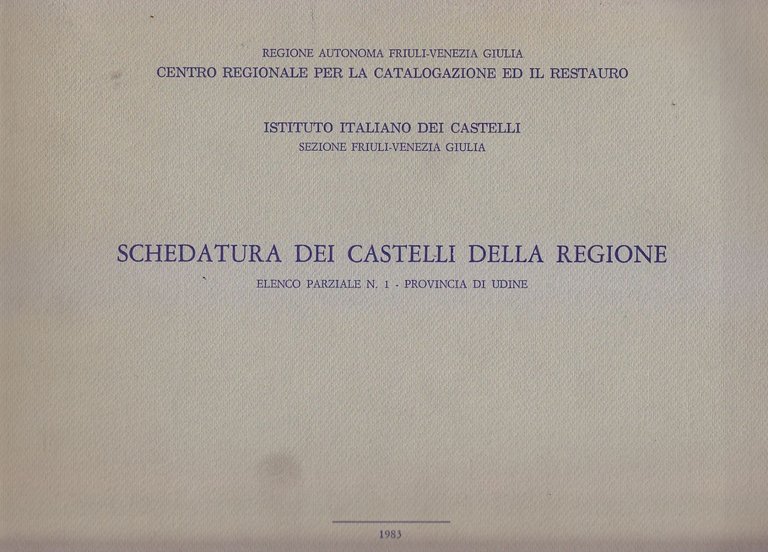 REGIONE AUTONOMA FRIULI-VENEZIA GIULIA
CENTRO REGIONALE PER LA CATALOGAZIONE ED IL RESTAURO
ISTITUTO ITALIANO DEI CASTELLI
SEZIONE FRIULI-VENEZIA GIULIA
SCHEDATURA DEI CASTELLI DELLA REGIONE
ELENCO PARZIALE N. 1 - PROVINCIA DI UDINE
1983